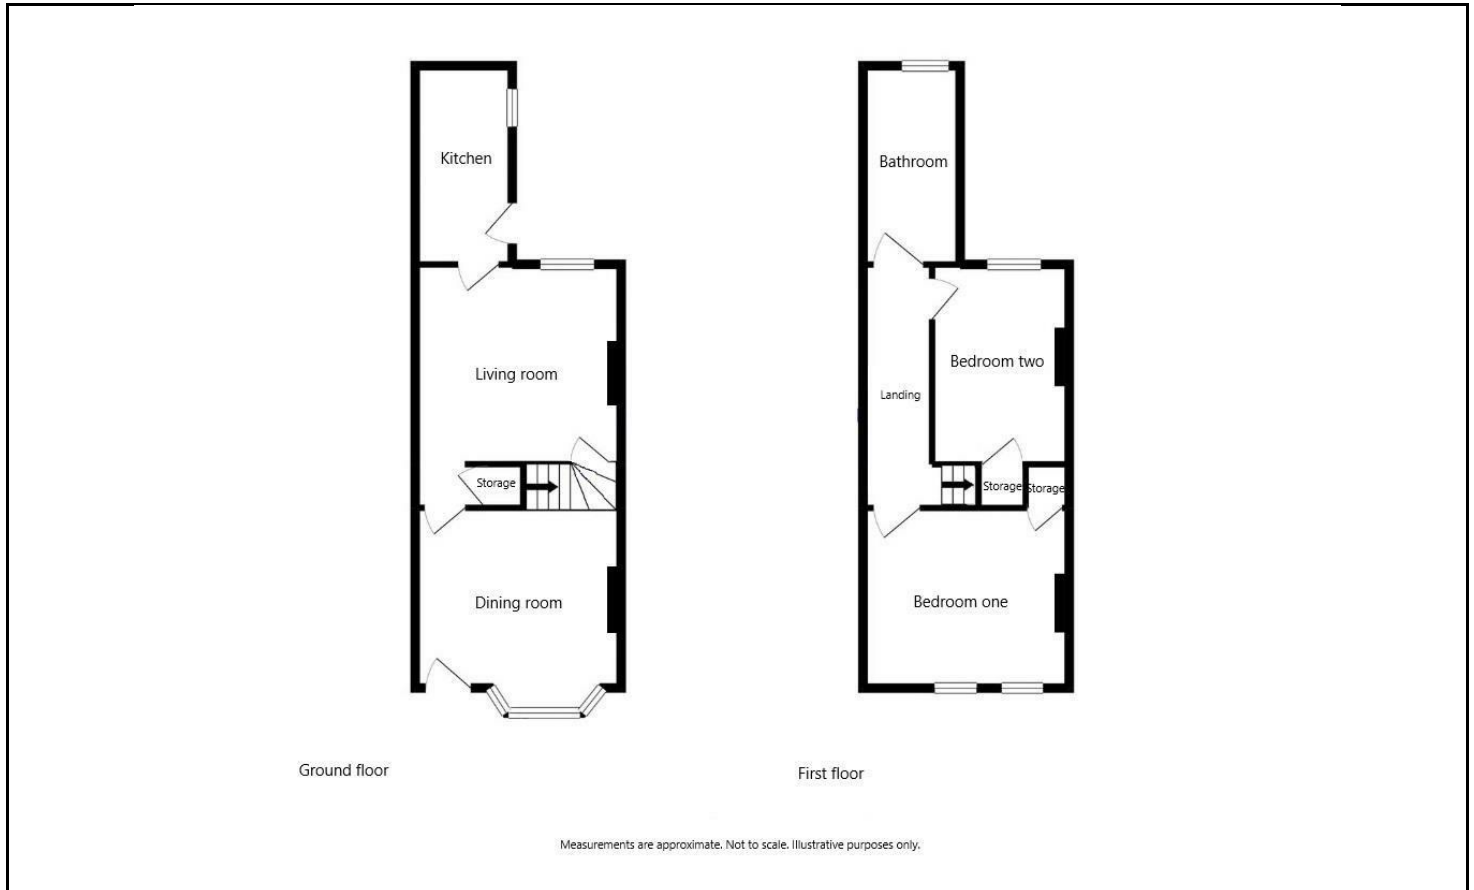 Kitchen
Living room
Storage
Dining room
Ground floor
Bathroom
Bedroom two
Landing
Storage
Storage
Bedroom one
First floor
Measurements are approximate. Not to scale. Illustrative purposes only.